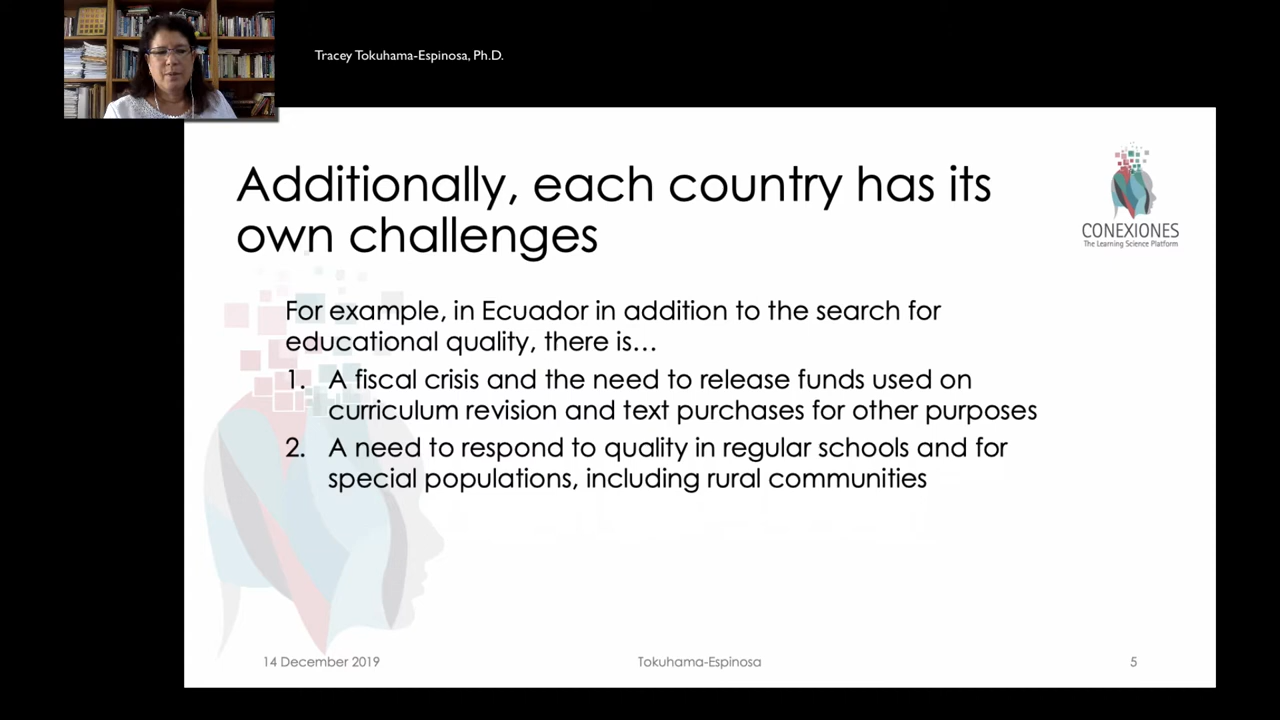 Tracey Tokuhama-Espinosa, Ph.D.
Additionally, each country has its
own challenges
CONEXIONES
The Learning Science Platform
For example, in Ecuador in addition to the search for
educational quality, there is…
1. A fiscal crisis and the need to release funds used on
curriculum revision and text purchases for other purposes
2. A need to respond to quality in regular schools and for
special populations, including rural communities
14 December 2019
Tokuhama-Espinosa
5